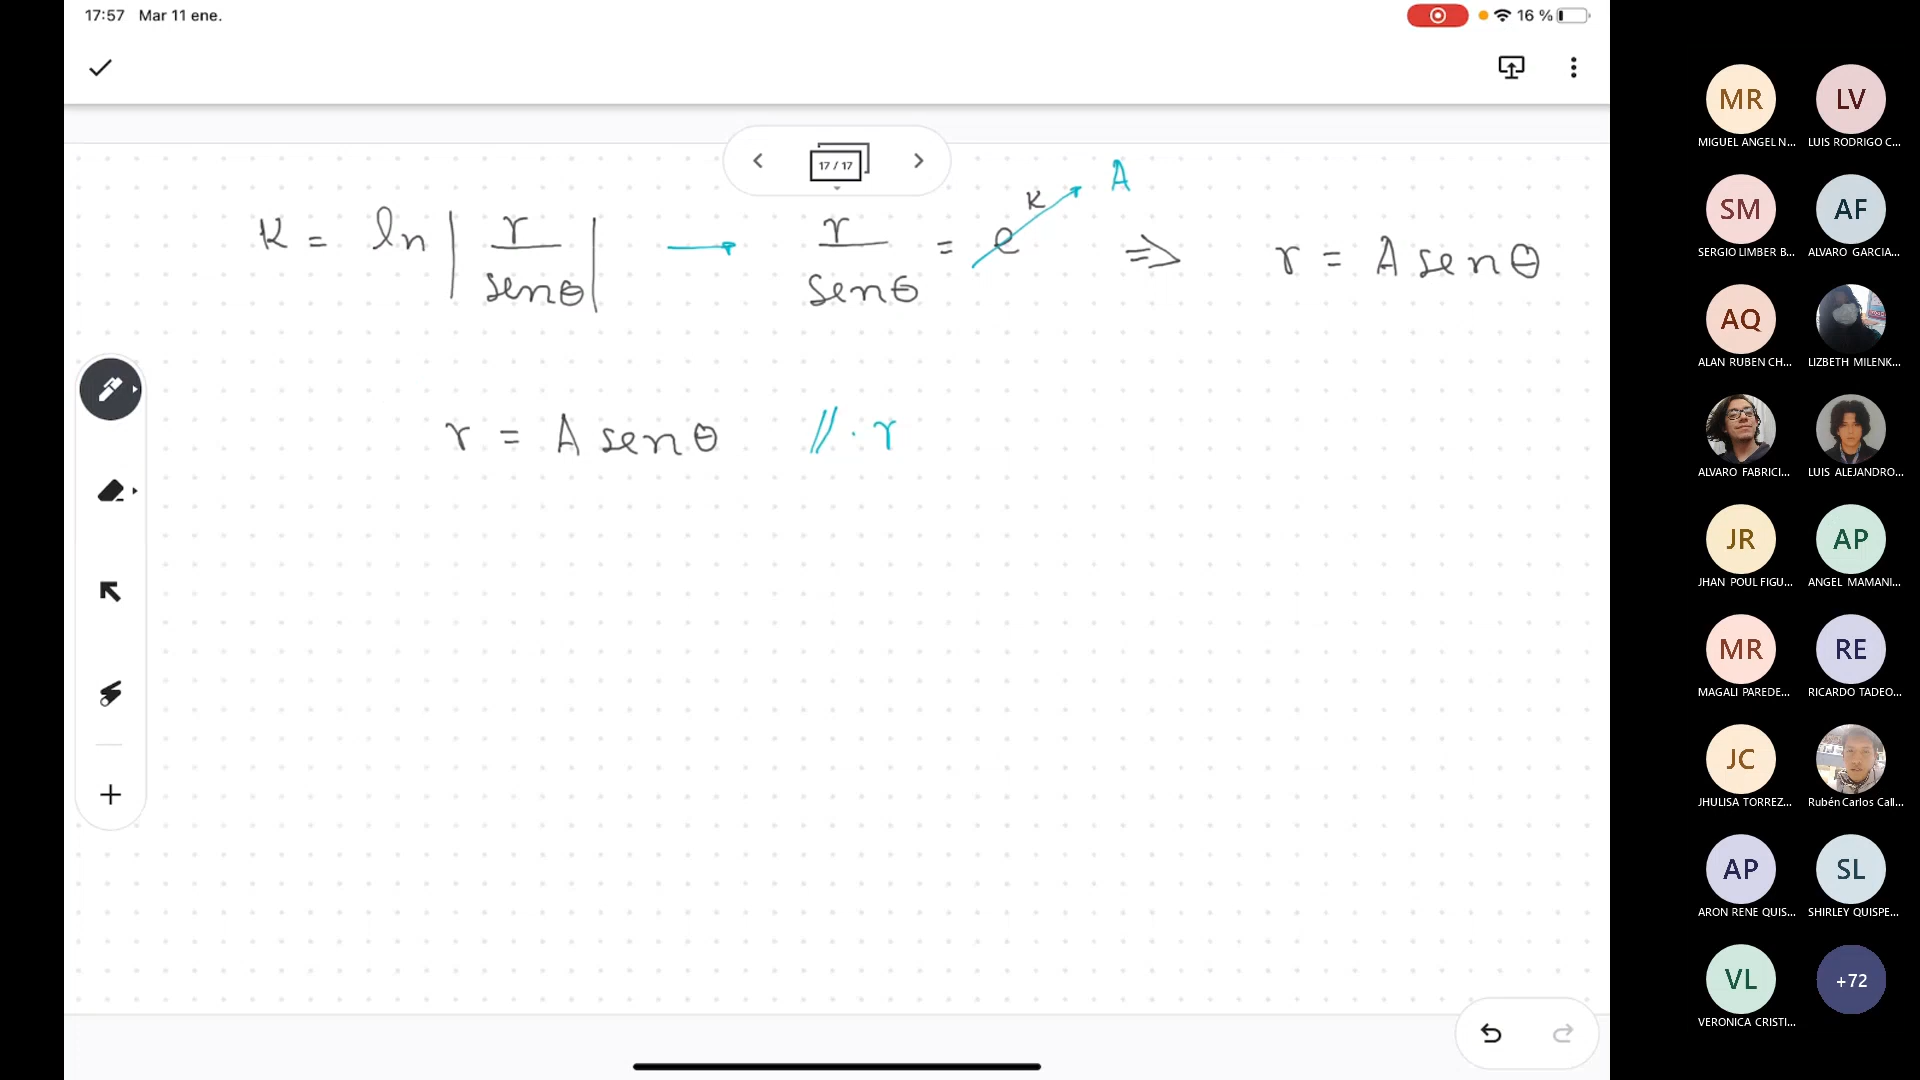 17:57 Mar 11 ene.
16 %
17 / 17
K = ln | r / senθ | → r / senθ = e^K A ⇒ r = A senθ
r = A senθ // · r
MR LV
MIGUEL ANGEL N... LUIS RODRIGO C...
SM AF
SERGIO LIMBER B... ALVARO GARCIA...
AQ
ALAN RUBEN CH... LIZBETH MILENK...
ALVARO FABRICI... LUIS ALEJANDRO...
JR AP
JHAN POUL FIGU... ANGEL MAMANI...
MR RE
MAGALI PAREDE... RICARDO TADEO...
JC
JHULISA TORREZ... Rubén Carlos Call...
AP SL
ARON RENE QUIS... SHIRLEY QUISPE...
VL +72
VERONICA CRISTI...